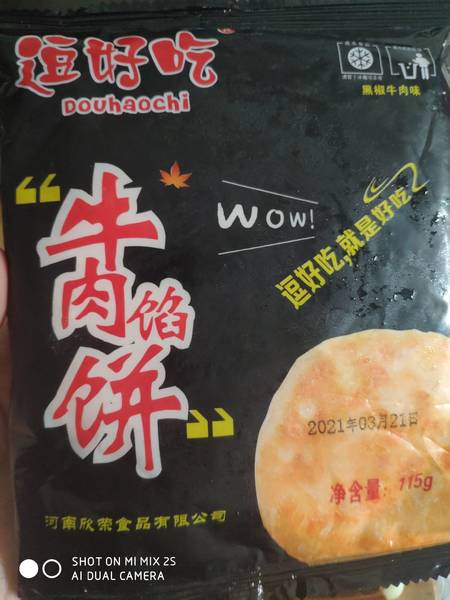 逗好吃
DOUHAOCHI
黑椒牛肉味
“牛肉馅饼”
WOW!
逗好吃,就是好吃
2021年03月21日
净含量: 115g
河南欣荣食品有限公司
SHOT ON MI MIX 2S
AI DUAL CAMERA